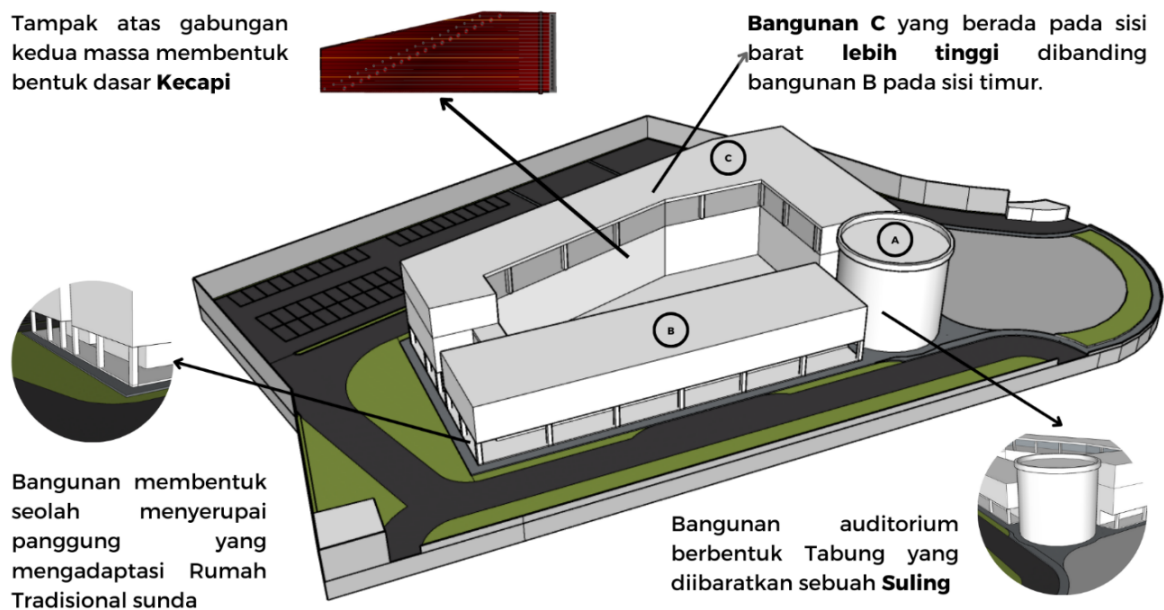 Tampak atas gabungan
kedua massa membentuk
bentuk dasar Kecapi
Bangunan C yang berada pada sisi
barat lebih tinggi dibanding
bangunan B pada sisi timur.
C
A
B
Bangunan membentuk
seolah menyerupai
panggung yang
mengadaptasi Rumah
Tradisional sunda
Bangunan auditorium
berbentuk Tabung yang
diibaratkan sebuah Suling